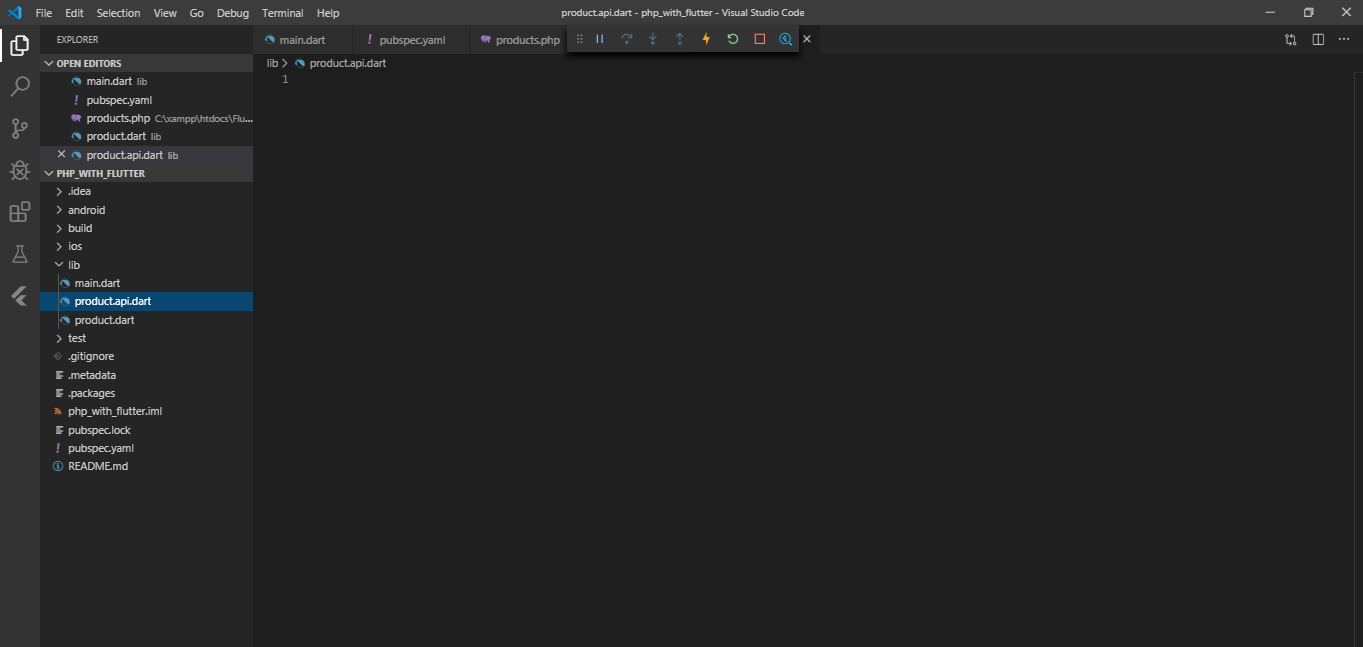 File Edit Selection View Go Debug Terminal Help
product.api.dart - php_with_flutter - Visual Studio Code
EXPLORER
main.dart
! pubspec.yaml
products.php
OPEN EDITORS
main.dart lib
! pubspec.yaml
products.php C:\xampp\htdocs\Flu...
product.dart lib
product.api.dart lib
PHP_WITH_FLUTTER
.idea
android
build
ios
lib
main.dart
product.api.dart
product.dart
test
.gitignore
.metadata
.packages
php_with_flutter.iml
pubspec.lock
! pubspec.yaml
README.md
lib > product.api.dart
1